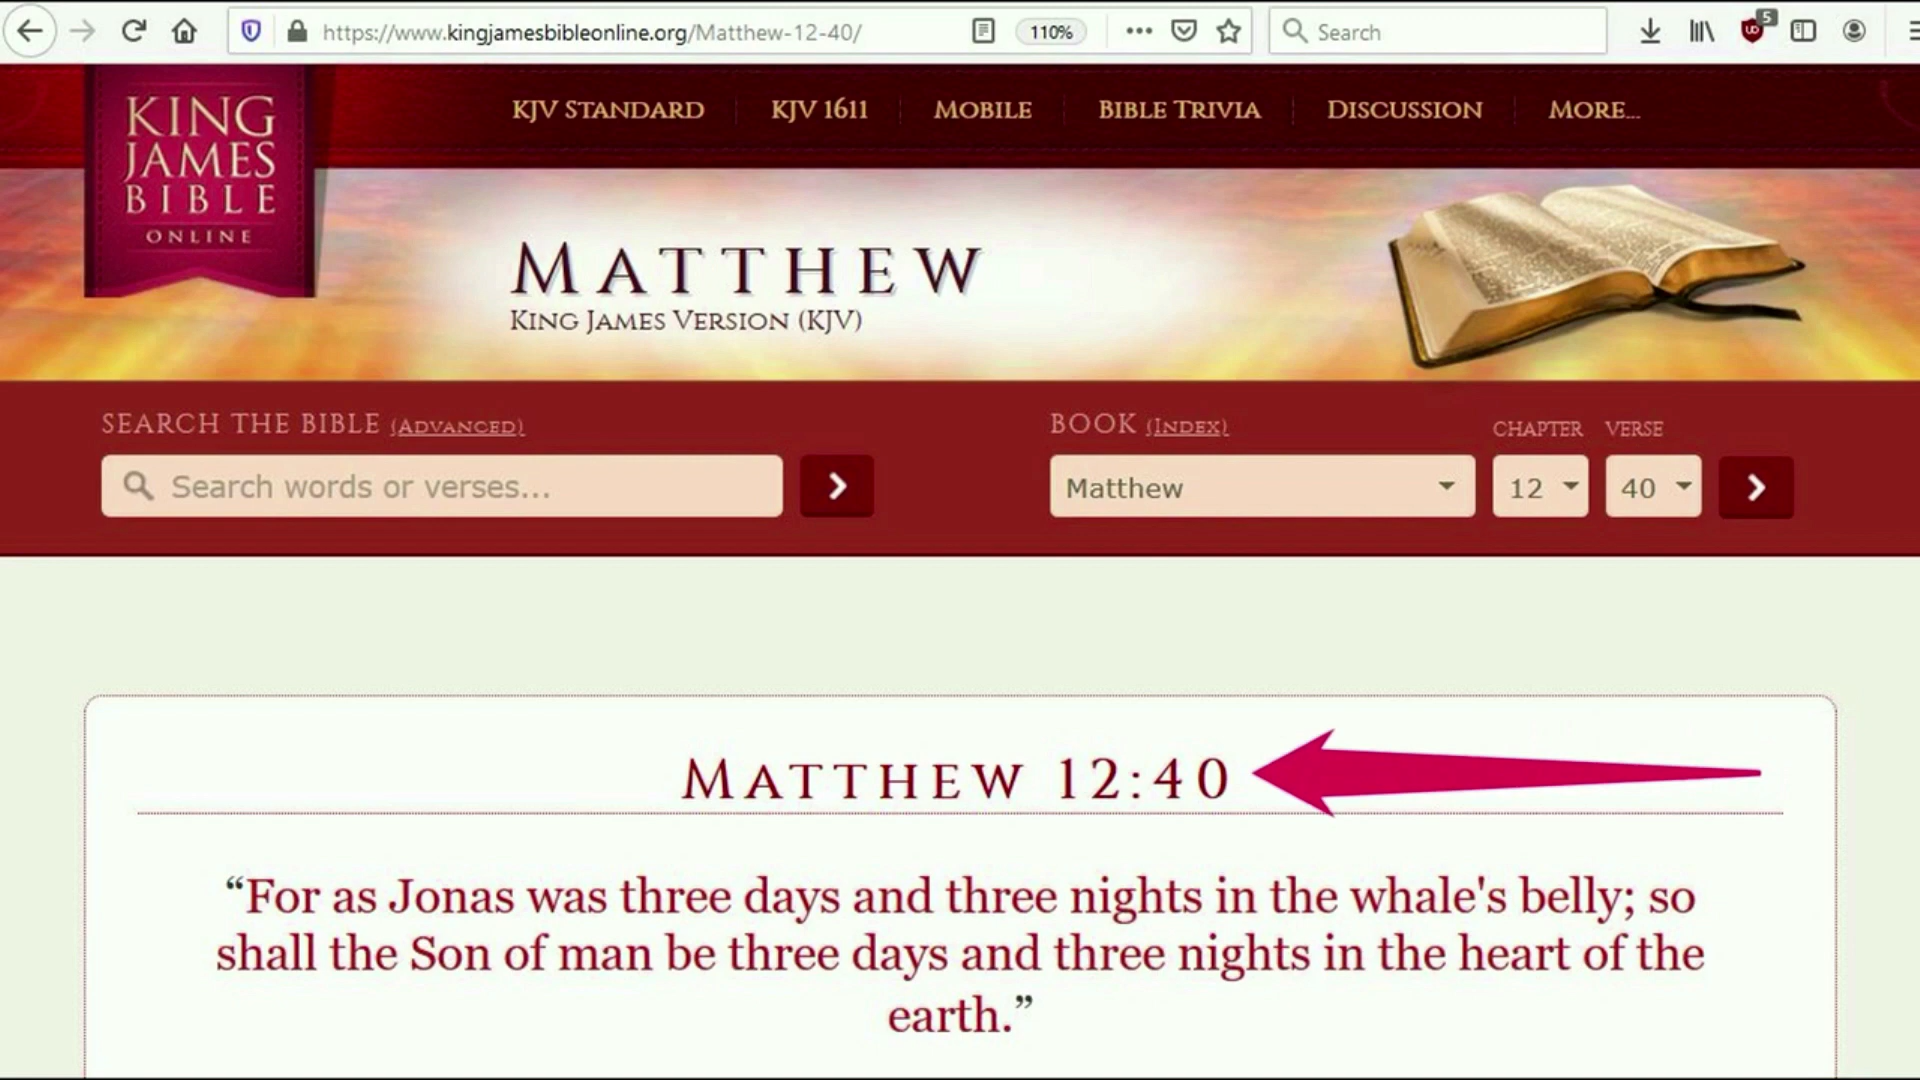 https://www.kingjamesbibleonline.org/Matthew-12-40/
110%
Search
5
KING
JAMES
BIBLE
ONLINE
KJV STANDARD
KJV 1611
MOBILE
BIBLE TRIVIA
DISCUSSION
MORE...
MATTHEW
KING JAMES VERSION (KJV)
SEARCH THE BIBLE (ADVANCED)
Search words or verses...
BOOK (INDEX)
CHAPTER
VERSE
Matthew
12
40
MATTHEW 12:40
“For as Jonas was three days and three nights in the whale's belly; so
shall the Son of man be three days and three nights in the heart of the
earth.”